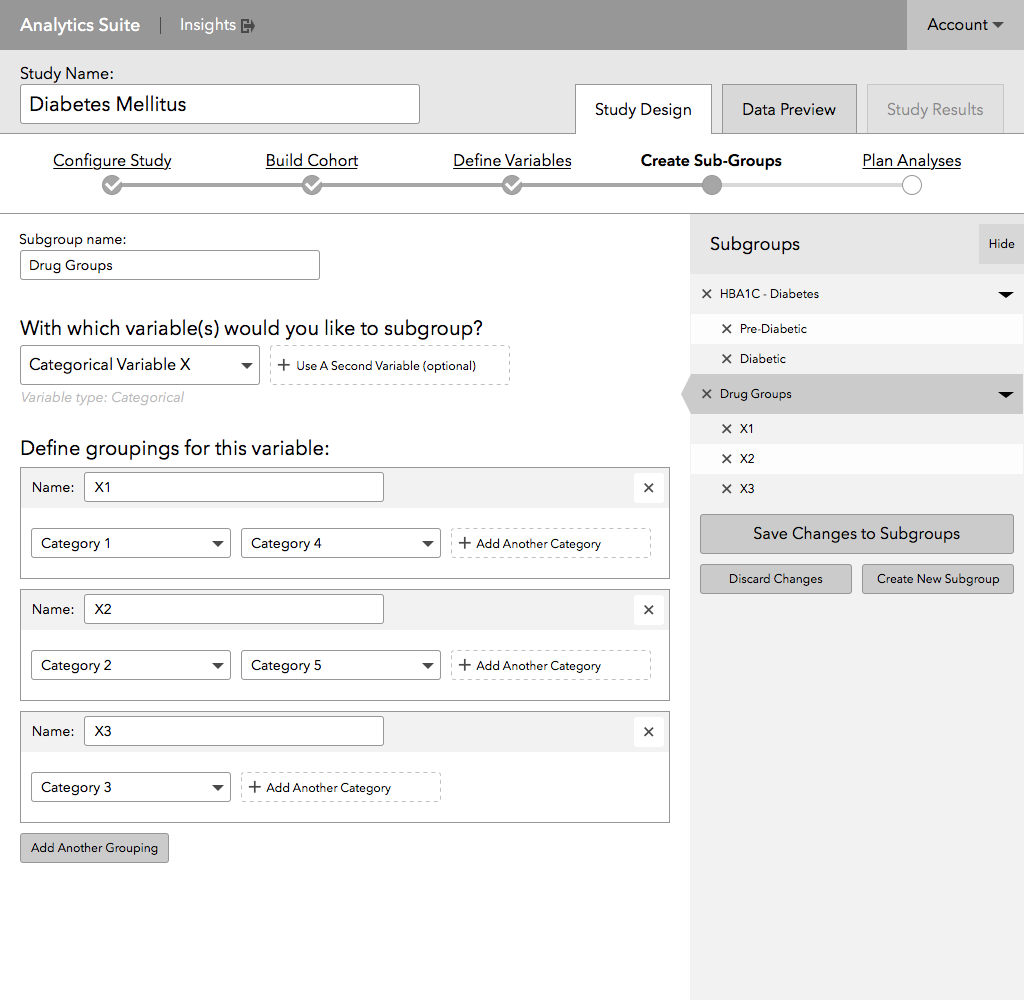 Analytics Suite | Insights
Account
Study Name:
Diabetes Mellitus
Study Design
Data Preview
Study Results
Configure Study
Build Cohort
Define Variables
Create Sub-Groups
Plan Analyses
Subgroup name:
Drug Groups
With which variable(s) would you like to subgroup?
Categorical Variable X
+ Use A Second Variable (optional)
Variable type: Categorical
Define groupings for this variable:
Name: X1
Category 1
Category 4
+ Add Another Category
Name: X2
Category 2
Category 5
+ Add Another Category
Name: X3
Category 3
+ Add Another Category
Add Another Grouping
Subgroups
Hide
HBA1C - Diabetes
Pre-Diabetic
Diabetic
Drug Groups
X1
X2
X3
Save Changes to Subgroups
Discard Changes
Create New Subgroup